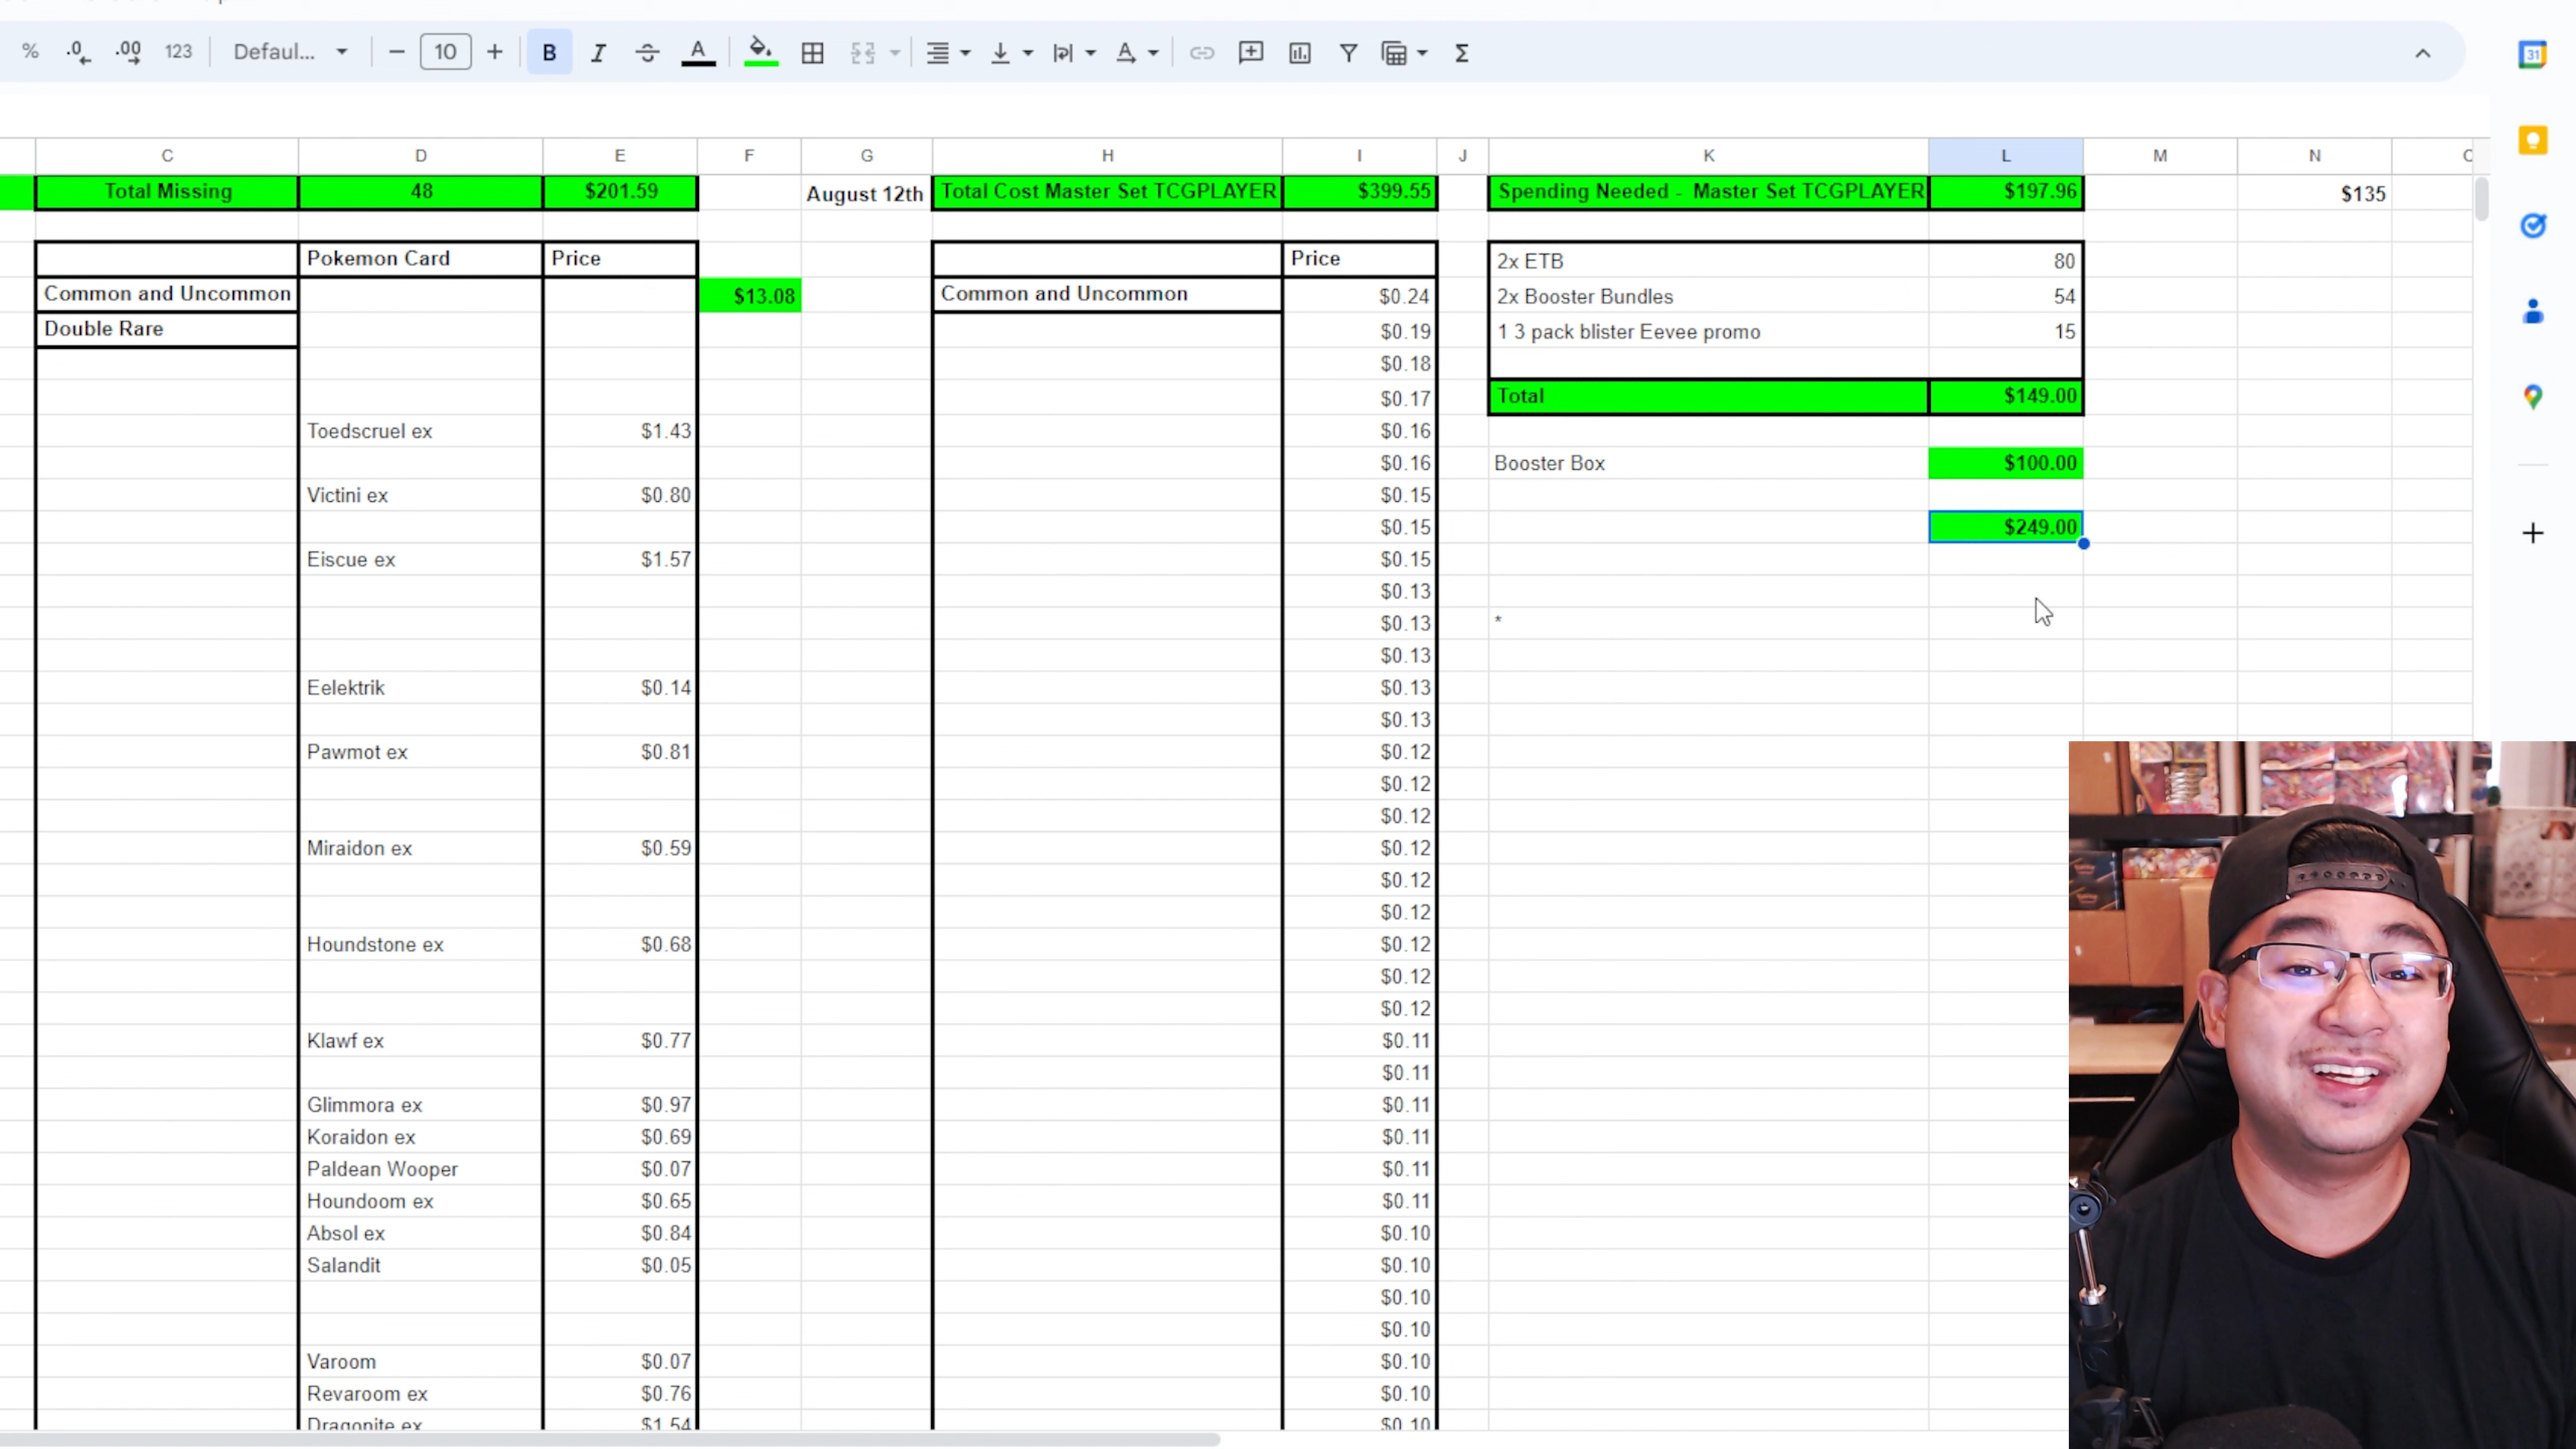 % .0 .00 123 Defaul... 10 B I A A Σ
31
C D E F G H I J K L M N
Total Missing 48 $201.59 August 12th Total Cost Master Set TCGPLAYER $399.55 Spending Needed - Master Set TCGPLAYER $197.96 $135
Pokemon Card Price Price 2x ETB 80
Common and Uncommon $13.08 Common and Uncommon $0.24 2x Booster Bundles 54
Double Rare $0.19 1 3 pack blister Eevee promo 15
$0.18
$0.17 Total $149.00
Toedscruel ex $1.43 $0.16
$0.16 Booster Box $100.00
Victini ex $0.80 $0.15
$0.15 $249.00
Eiscue ex $1.57 $0.15
$0.13
$0.13 *
$0.13
Eelektrik $0.14 $0.13
$0.13
Pawmot ex $0.81 $0.12
$0.12
$0.12
Miraidon ex $0.59 $0.12
$0.12
$0.12
Houndstone ex $0.68 $0.12
$0.12
$0.12
Klawf ex $0.77 $0.11
$0.11
Glimmora ex $0.97 $0.11
Koraidon ex $0.69 $0.11
Paldean Wooper $0.07 $0.11
Houndoom ex $0.65 $0.11
Absol ex $0.84 $0.10
Salandit $0.05 $0.10
$0.10
$0.10
Varoom $0.07 $0.10
Revaroom ex $0.76 $0.10
Dragonite ex $1.54 $0.10